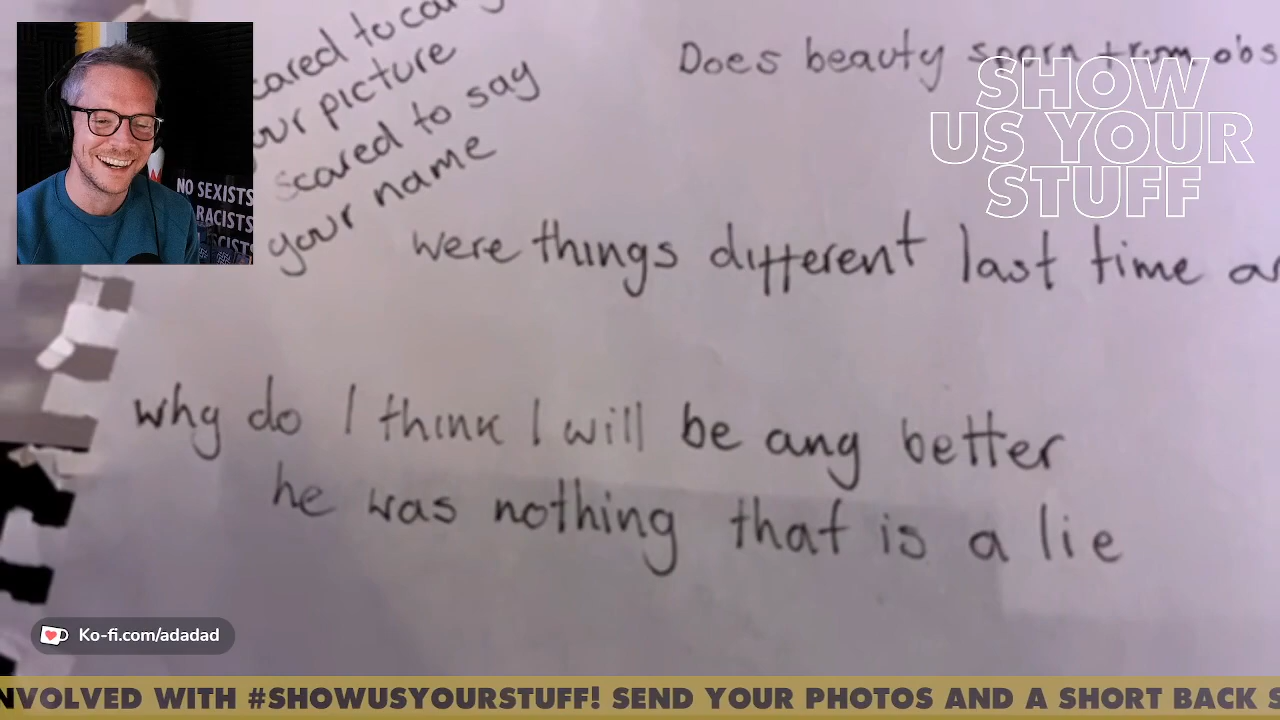 scared to
picture
scared to say
your name
Does beauty
were things different last time
why do I think I will be any better
he was nothing that is a lie
NO SEXISTS
RACISTS
SHOW
US YOUR
STUFF
Ko-fi.com/adadad
NVOLVED WITH #SHOWUSYOURSTUFF! SEND YOUR PHOTOS AND A SHORT BACK S